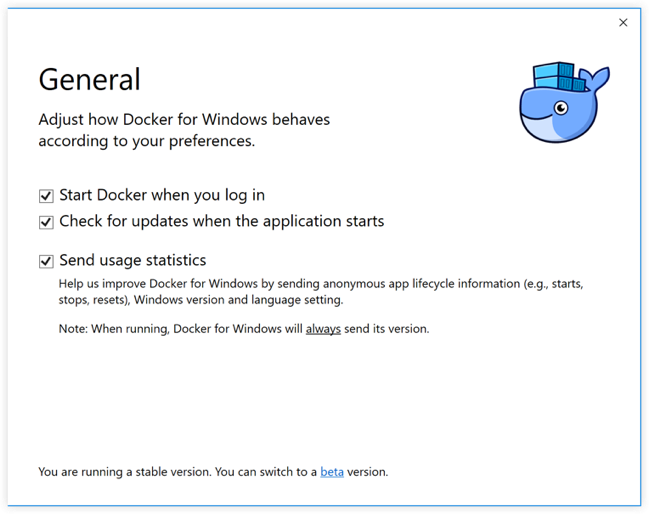 General
Adjust how Docker for Windows behaves
according to your preferences.
Start Docker when you log in
Check for updates when the application starts
Send usage statistics
Help us improve Docker for Windows by sending anonymous app lifecycle information (e.g., starts,
stops, resets), Windows version and language setting.
Note: When running, Docker for Windows will always send its version.
You are running a stable version. You can switch to a beta version.